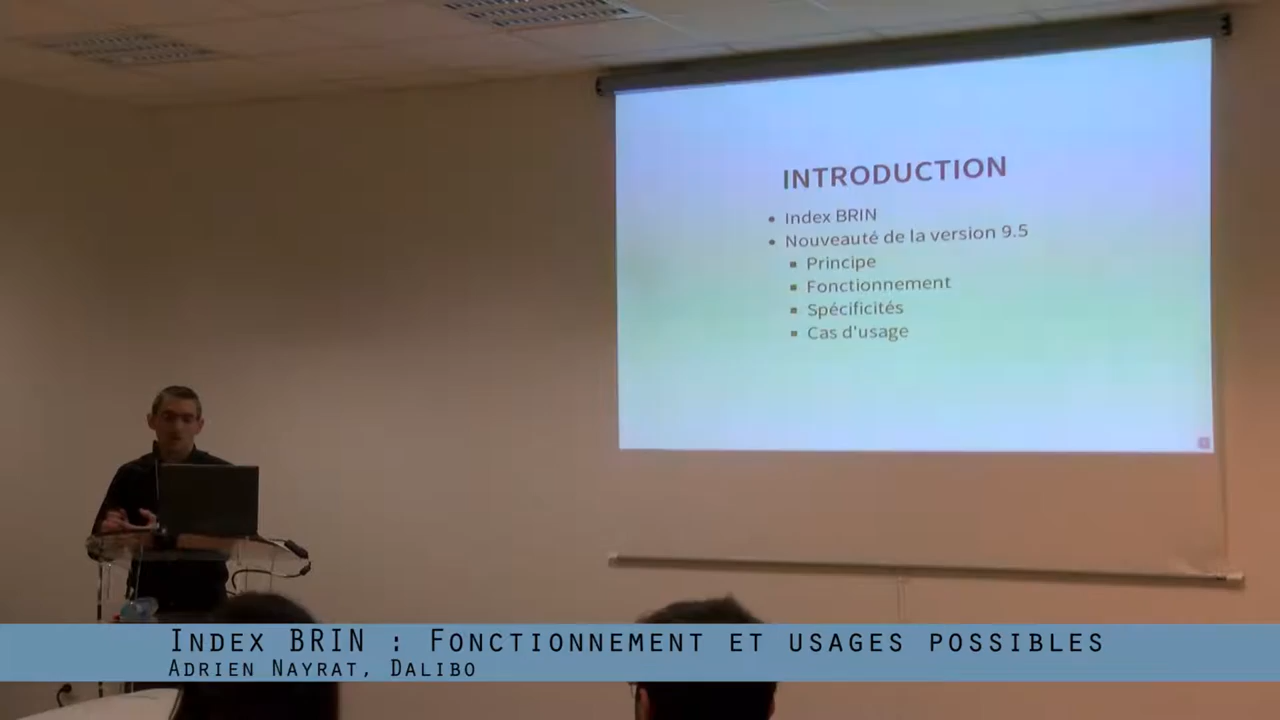 INTRODUCTION
• Index BRIN
• Nouveauté de la version 9.5
▪ Principe
▪ Fonctionnement
▪ Spécificités
▪ Cas d'usage
Index BRIN : Fonctionnement et usages possibles
Adrien Nayrat, Dalibo